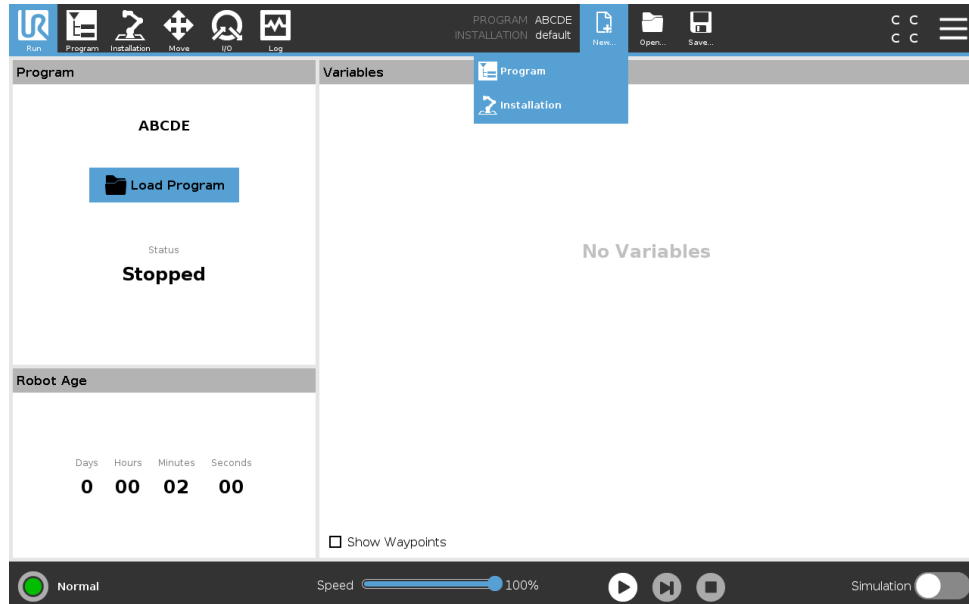 PROGRAM ABCDE
INSTALLATION default
C C
C C
UR
Run Program Installation Move I/O Log New... Open... Save...
Program
Installation
Program
Variables
ABCDE
Load Program
Status
Stopped
No Variables
Robot Age
Days Hours Minutes Seconds
0 00 02 00
Show Waypoints
Normal
Speed 100%
Simulation